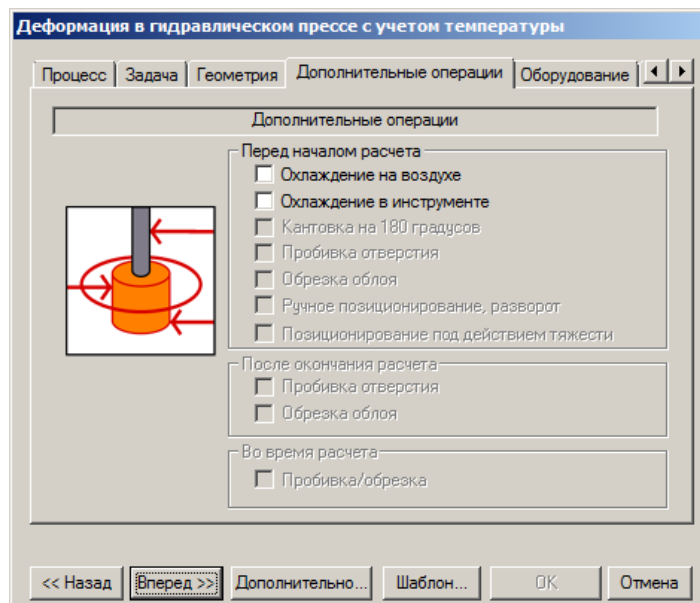 Деформация в гидравлическом прессе с учетом температуры
Процесс Задача Геометрия Дополнительные операции Оборудование
Дополнительные операции
Перед началом расчета
Охлаждение на воздухе
Охлаждение в инструменте
Кантовка на 180 градусов
Пробивка отверстия
Обрезка облоя
Ручное позиционирование, разворот
Позиционирование под действием тяжести
После окончания расчета
Пробивка отверстия
Обрезка облоя
Во время расчета
Пробивка/обрезка
<< Назад Вперед >> Дополнительно... Шаблон... OK Отмена